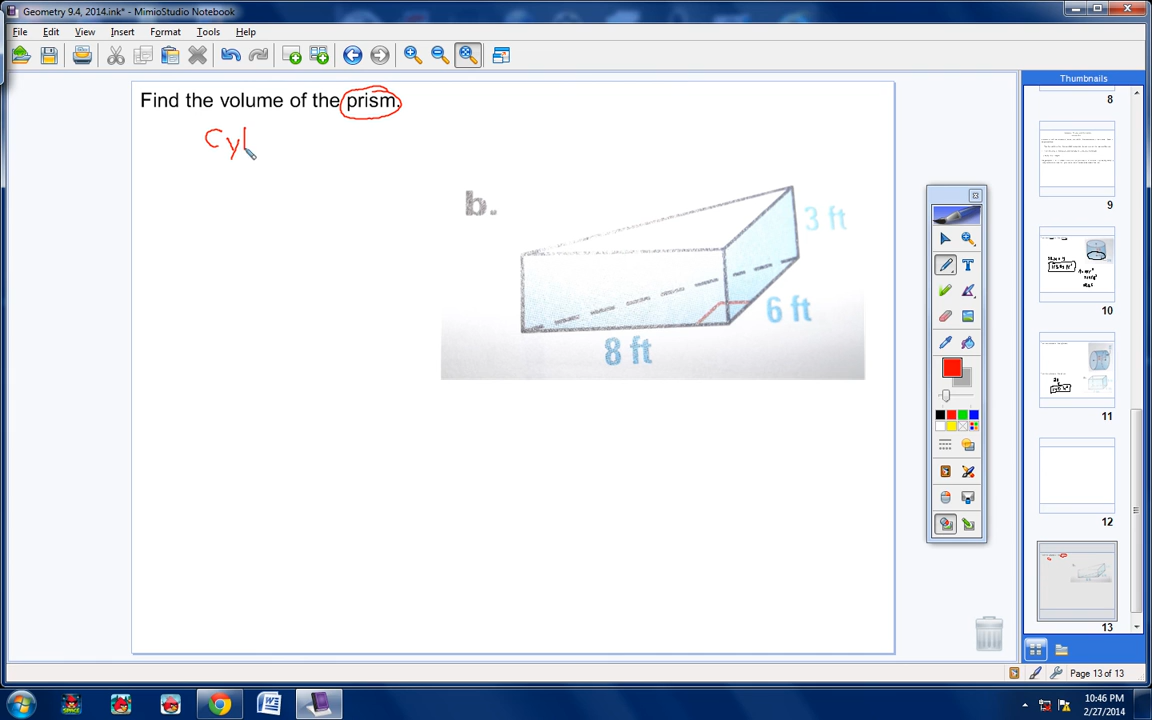 Geometry 9.4, 2014.ink* - MimioStudio Notebook
File Edit View Insert Format Tools Help
Thumbnails
Find the volume of the prism.
Cyl
b.
3 ft
6 ft
8 ft
8
9
10
11
12
13
Page 13 of 13
10:46 PM
2/27/2014